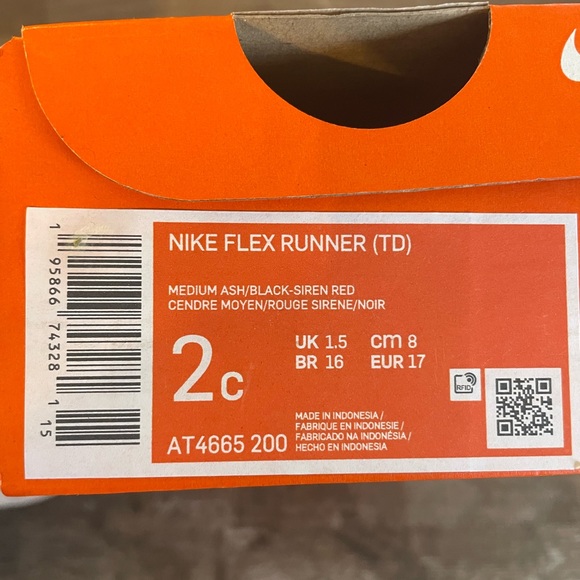 NIKE FLEX RUNNER (TD)
MEDIUM ASH/BLACK-SIREN RED
CENDRE MOYEN/ROUGE SIRENE/NOIR
2c
UK 1.5 cm 8
BR 16 EUR 17
AT4665 200
MADE IN INDONESIA /
FABRIQUE EN INDONESIE /
FABRICADO NA INDONÉSIA /
HECHO EN INDONESIA
RFID
1 95866 74328 1
15